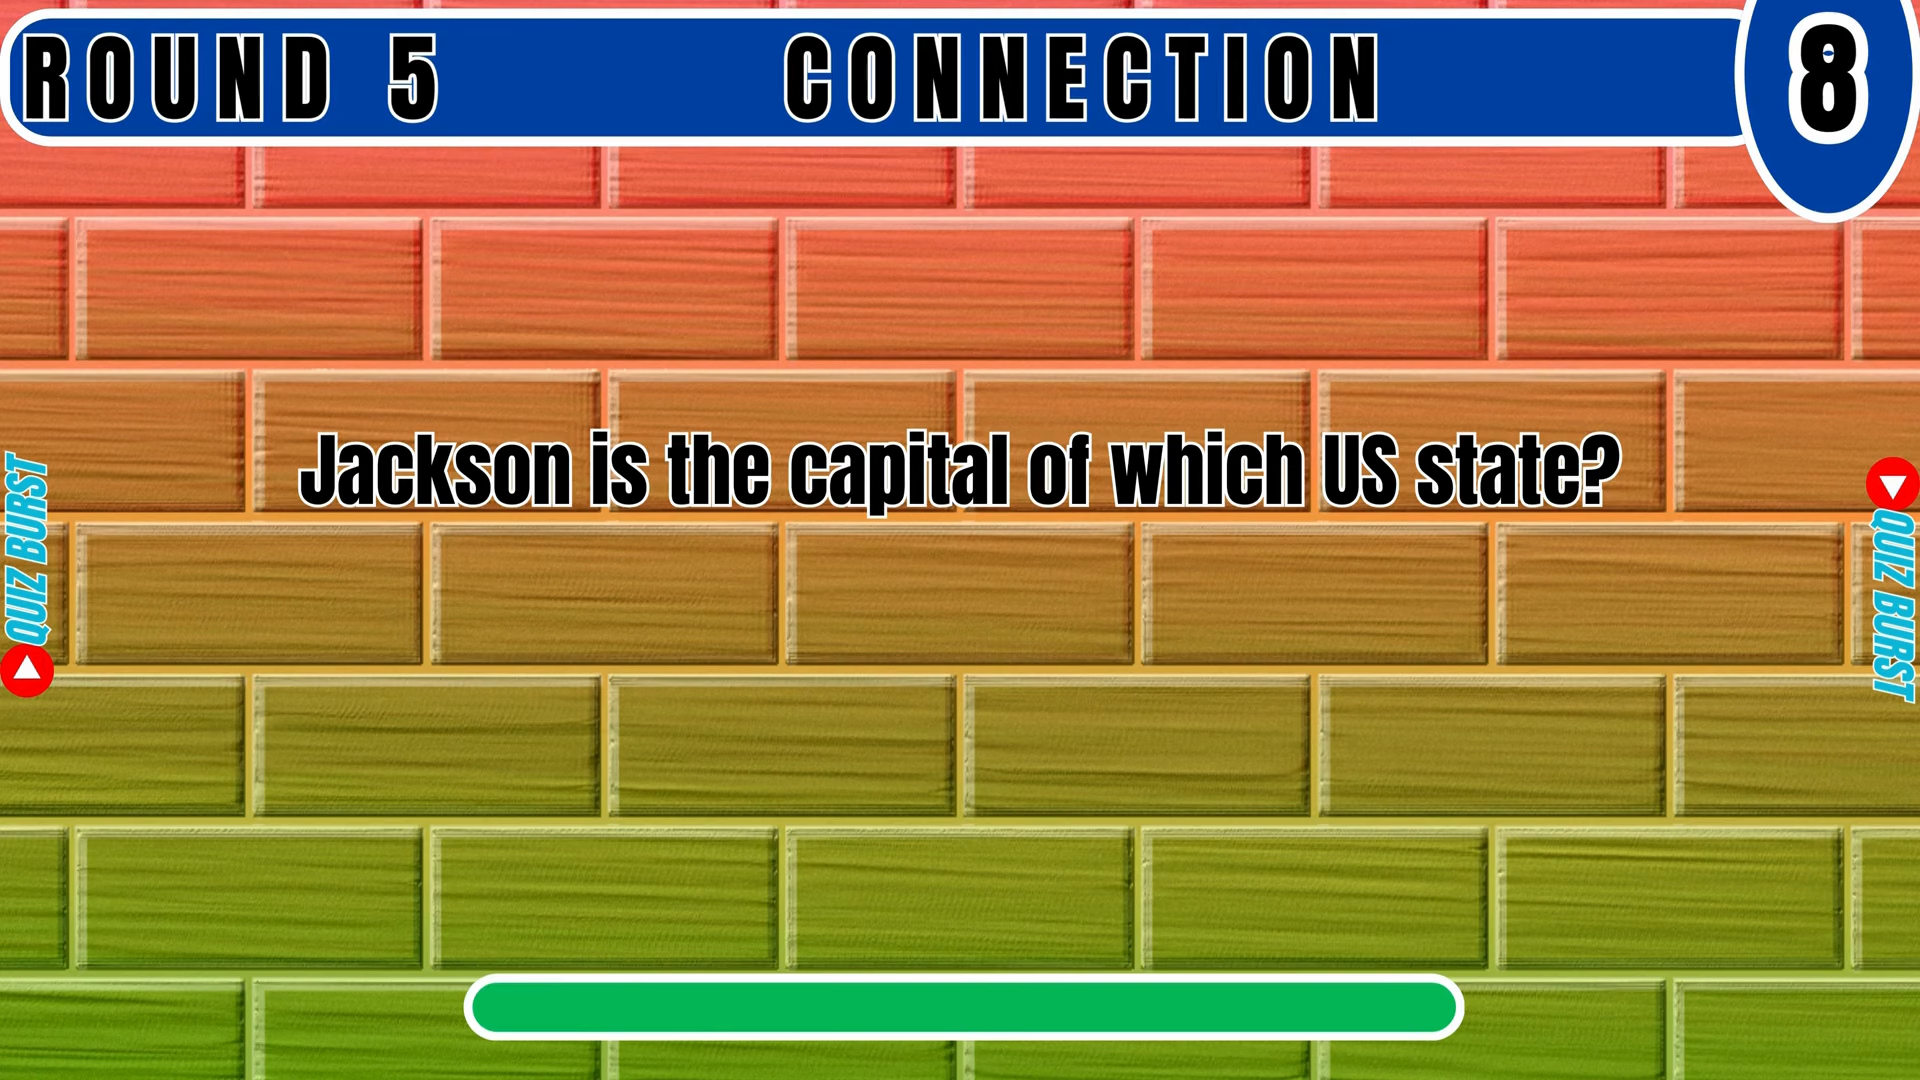 ROUND 5 CONNECTION 8
Jackson is the capital of which US state?
QUIZ BURST
QUIZ BURST